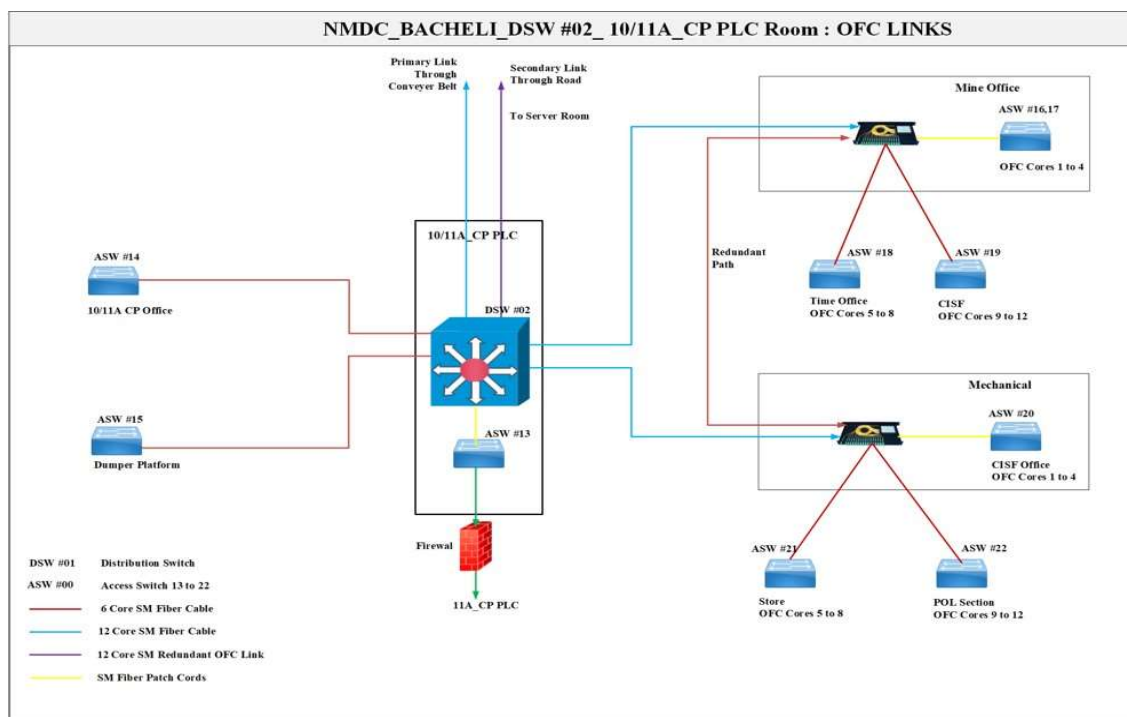 NMDC_BACHELI_DSW #02_ 10/11A_CP PLC Room : OFC LINKS
Primary Link
Through
Conveyer Belt
Secondary Link
Through Road
To Server Room
Mine Office
ASW #16,17
OFC Cores 1 to 4
10/11A_CP PLC
DSW #02
ASW #14
10/11A CP Office
Redundant
Path
ASW #18
Time Office
OFC Cores 5 to 8
ASW #19
CISF
OFC Cores 9 to 12
ASW #15
Dumper Platform
ASW #13
Mechanical
ASW #20
CISF Office
OFC Cores 1 to 4
Firewal
11A_CP PLC
ASW #21
Store
OFC Cores 5 to 8
ASW #22
POL Section
OFC Cores 9 to 12
DSW #01 Distribution Switch
ASW #00 Access Switch 13 to 22
6 Core SM Fiber Cable
12 Core SM Fiber Cable
12 Core SM Redundant OFC Link
SM Fiber Patch Cords